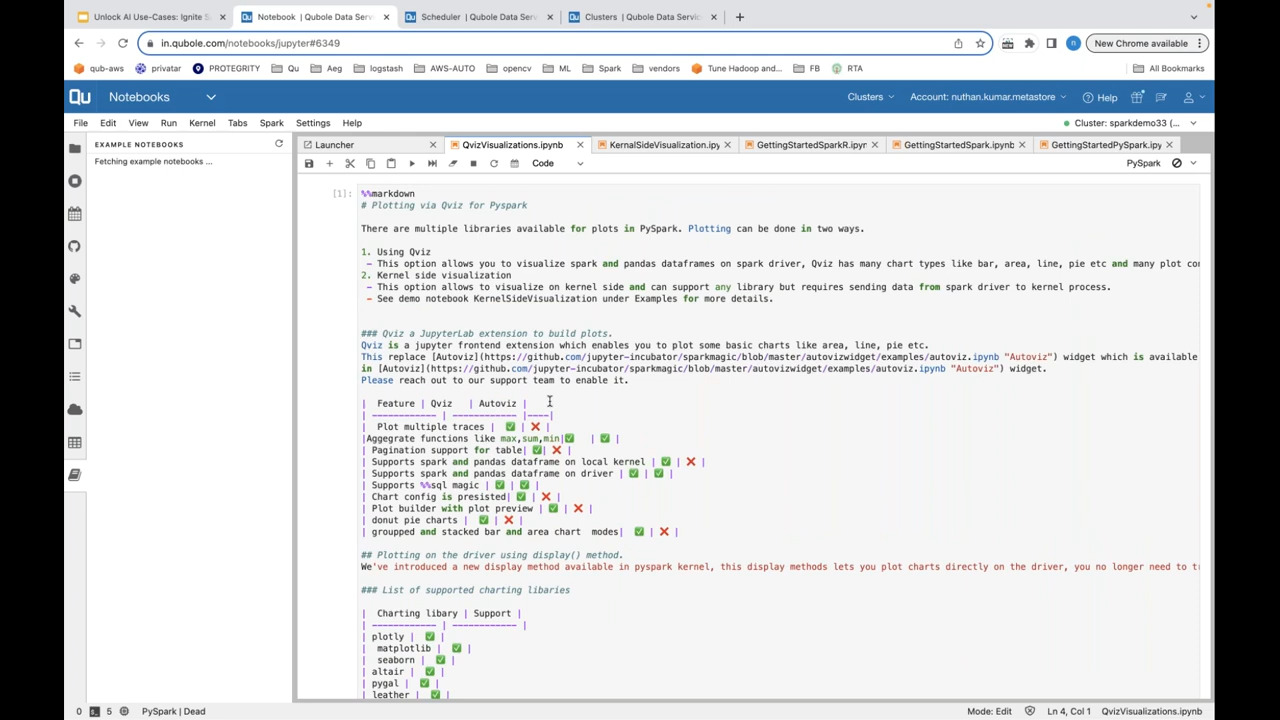 Unlock AI Use-Cases: Ignite S
Notebook | Qubole Data Serv
Scheduler | Qubole Data Servi
Clusters | Qubole Data Servic
in.qubole.com/notebooks/jupyter#6349
New Chrome available
qub-aws
privatar
PROTEGRITY
Qu
Aeg
logstash
AWS-AUTO
opencv
ML
Spark
vendors
Tune Hadoop and...
FB
RTA
All Bookmarks
Qu Notebooks
Clusters
Account: nuthan.kumar.metastore
Help
File Edit View Run Kernel Tabs Spark Settings Help
Cluster: sparkdemo33 (...
EXAMPLE NOTEBOOKS
Fetching example notebooks ...
Launcher
QvizVisualizations.ipynb
KernalSideVisualization.ipy
GettingStartedSparkR.ipyn
GettingStartedSpark.ipynb
GettingStartedPySpark.ipy
Code
PySpark
[1]: %%markdown
# Plotting via Qviz for Pyspark
There are multiple libraries available for plots in PySpark. Plotting can be done in two ways.
1. Using Qviz
- This option allows you to visualize spark and pandas dataframes on spark driver, Qviz has many chart types like bar, area, line, pie etc and many plot con
2. Kernel side visualization
- This option allows to visualize on kernel side and can support any library but requires sending data from spark driver to kernel process.
- See demo notebook KernelSideVisualization under Examples for more details.
### Qviz a JupyterLab extension to build plots.
Qviz is a jupyter frontend extension which enables you to plot some basic charts like area, line, pie etc.
This replace [Autoviz](https://github.com/jupyter-incubator/sparkmagic/blob/master/autovizwidget/examples/autoviz.ipynb "Autoviz") widget which is available
in [Autoviz](https://github.com/jupyter-incubator/sparkmagic/blob/master/autovizwidget/examples/autoviz.ipynb "Autoviz") widget.
Please reach out to our support team to enable it.
| Feature | Qviz | Autoviz |
| ------------ | ------------ |----|
| Plot multiple traces | ✅ | ❌ |
|Aggegrate functions like max,sum,min|✅ | ✅ |
| Pagination support for table| ✅| ❌ |
| Supports spark and pandas dataframe on local kernel | ✅ | ❌ |
| Supports spark and pandas dataframe on driver | ✅ | ✅ |
| Supports %%sql magic | ✅ | ✅ |
| Chart config is presisted| ✅ | ❌ |
| Plot builder with plot preview | ✅ | ❌ |
| donut pie charts | ✅ | ❌ |
| groupped and stacked bar and area chart modes| ✅ | ❌ |
## Plotting on the driver using display() method.
We've introduced a new display method available in pyspark kernel, this display methods lets you plot charts directly on the driver, you no longer need to tr
### List of supported charting libaries
| Charting libary | Support |
| ------------ | ------------ |
| plotly | ✅ |
| matplotlib | ✅ |
| seaborn | ✅ |
| altair | ✅ |
| pygal | ✅ |
| leather | ✅ |
0 5 PySpark | Dead
Mode: Edit
Ln 4, Col 1
QvizVisualizations.ipynb